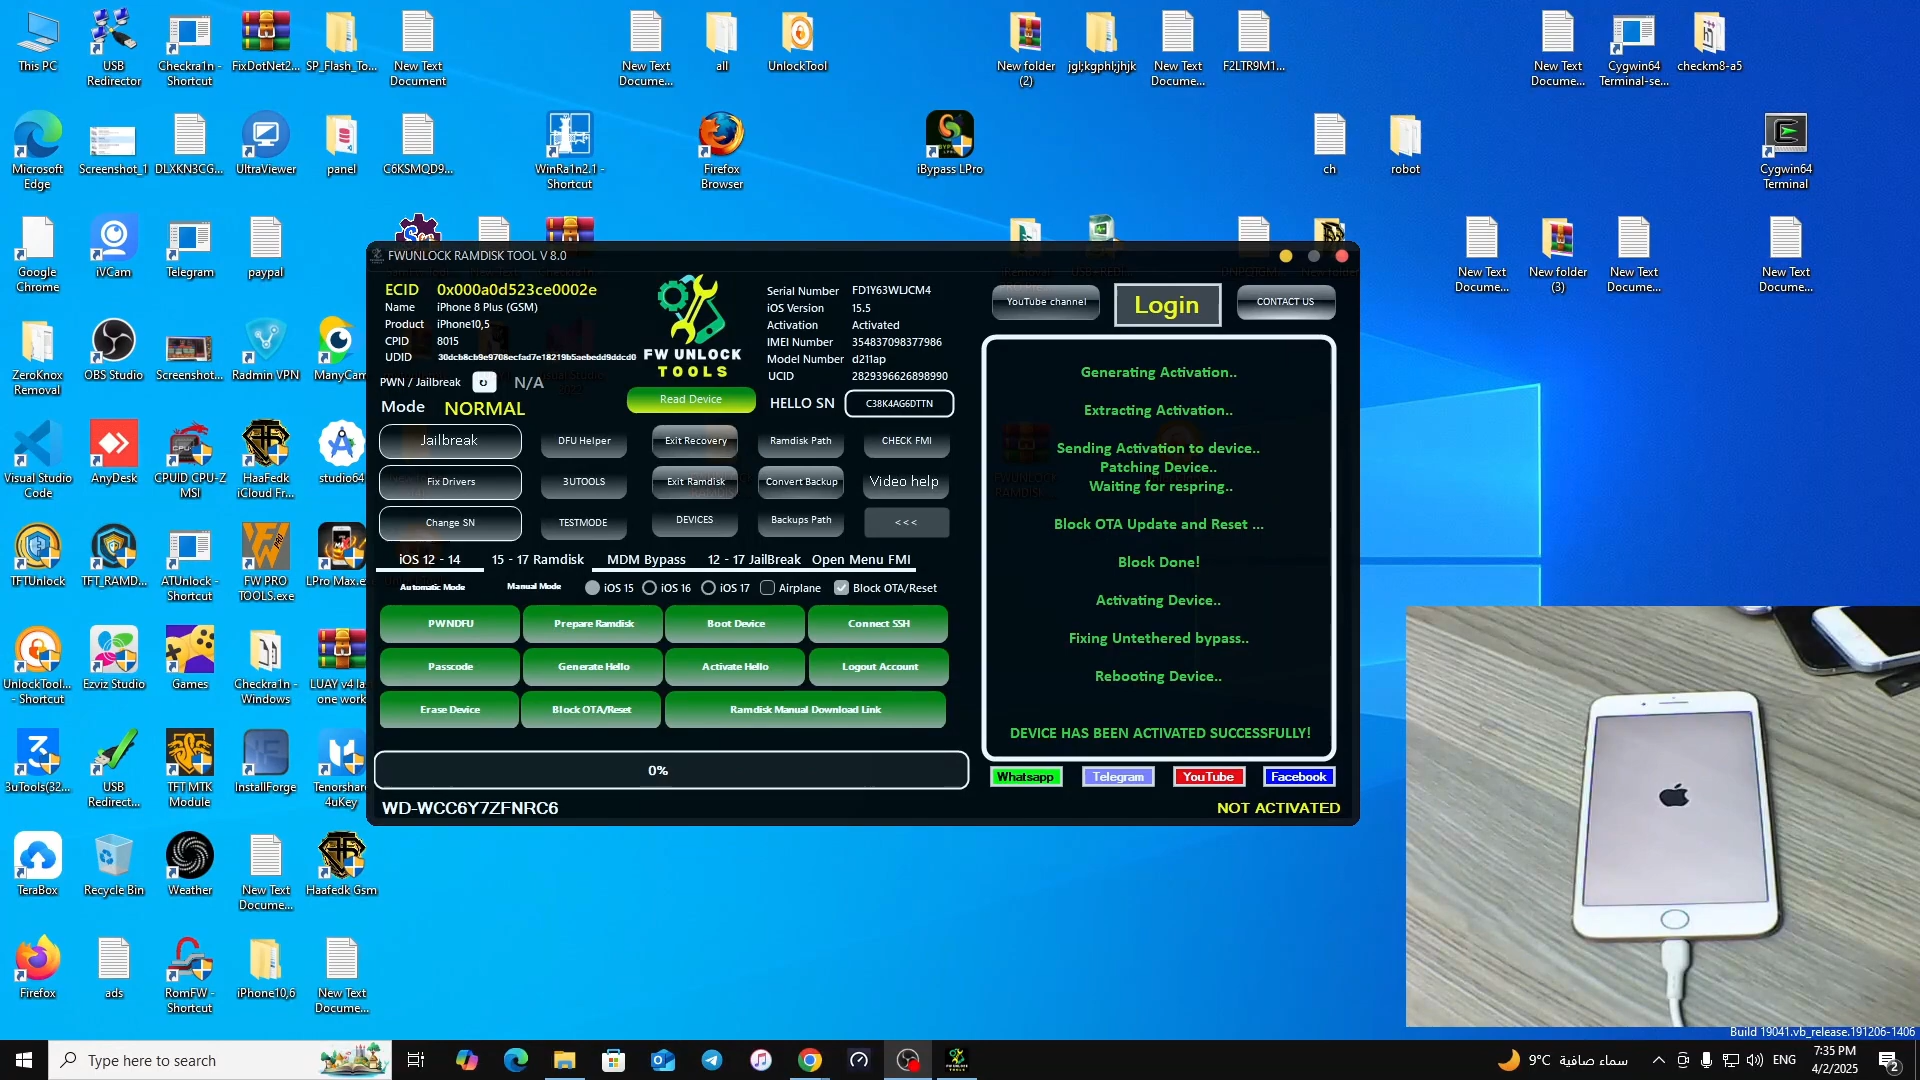 This PC
USB
Redirector
Checkra1n -
Shortcut
FixDotNet2...
SP_Flash_To...
New Text
Document
New Text
Docume...
all
UnlockTool
New folder
(2)
jgl;kgphl;jhjk
New Text
Docume...
F2LTR9M1...
New Text
Docume...
Cygwin64
Terminal-se...
checkm8-a5
Microsoft
Edge
Screenshot_1
DLXKN3CG...
UltraViewer
panel
C6KSMQD9...
WinRa1n2.1 -
Shortcut
Firefox
Browser
iBypass LPro
ch
robot
Cygwin64
Terminal
Google
Chrome
iVCam
Telegram
paypal
New Text
Docume...
New folder
(3)
New Text
Docume...
New Text
Docume...
ZeroKnox
Removal
OBS Studio
Screenshot...
Radmin VPN
ManyCam
Visual Studio
Code
AnyDesk
CPUID CPU-Z
MSI
HaaFedk
iCloud Fr...
studio64
TFTUnlock
TFT_RAMD...
ATUnlock -
Shortcut
FW PRO
TOOLS.exe
LPro Max.e
UnlockTool...
- Shortcut
Ezviz Studio
Games
Checkra1n -
Windows
LUAY v4 la
one work
3uTools(32...
USB
Redirect...
TFT MTK
Module
InstallForge
Tenorshar
4uKey
TeraBox
Recycle Bin
Weather
New Text
Docume...
Haafedk Gsm
Firefox
ads
RomFW -
Shortcut
iPhone10,6
New Text
Docume...
FWUNLOCK RAMDISK TOOL V 8.0
ECID 0x000a0d523ce0002e
Name iPhone 8 Plus (GSM)
Product iPhone10,5
CPID 8015
UDID 30dcb8cb9e9708ecfad7e18219b5aebedd9ddcd0
PWN / Jailbreak N/A
Mode NORMAL
FW UNLOCK
TOOLS
Read Device
Serial Number FD1Y63WLJCM4
iOS Version 15.5
Activation Activated
IMEI Number 354837098377986
Model Number d211ap
UCID 2829396626898990
HELLO SN C38K4AG6DTTN
YouTube channel Login CONTACT US
Jailbreak DFU Helper Exit Recovery Ramdisk Path CHECK FMI
Fix Drivers 3UTOOLS Exit Ramdisk Convert Backup Video help
Change SN TESTMODE DEVICES Backups Path <<<
iOS 12 - 14 15 - 17 Ramdisk MDM Bypass 12 - 17 JailBreak Open Menu FMI
Automatic Mode Manual Mode iOS 15 iOS 16 iOS 17 Airplane Block OTA/Reset
PWNDFU Prepare Ramdisk Boot Device Connect SSH
Passcode Generate Hello Activate Hello Logout Account
Erase Device Block OTA/Reset Ramdisk Manual Download Link
0%
WD-WCC6Y7ZFNRC6
Generating Activation..
Extracting Activation..
Sending Activation to device..
Patching Device..
Waiting for respring..
Block OTA Update and Reset ...
Block Done!
Activating Device..
Fixing Untethered bypass..
Rebooting Device..
DEVICE HAS BEEN ACTIVATED SUCCESSFULLY!
Whatsapp Telegram YouTube Facebook
NOT ACTIVATED
Build 19041.vb_release.191206-1406
Type here to search
9°C سماء صافية
ENG
7:35 PM
4/2/2025
2